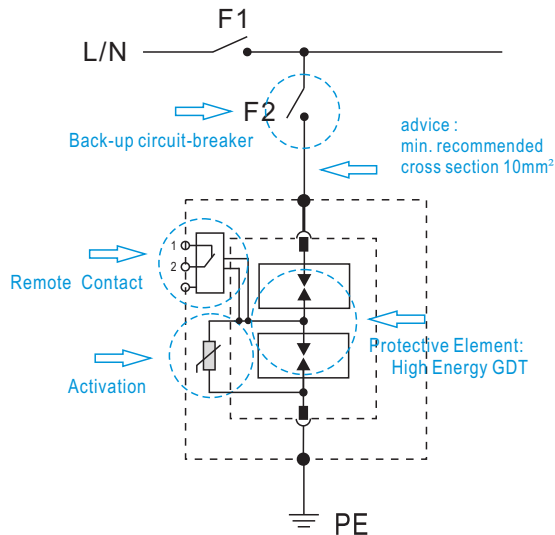 F1
L/N
F2
Back-up circuit-breaker
advice :
min. recommended
cross section 10mm²
1
2
Remote Contact
Protective Element:
High Energy GDT
Activation
PE